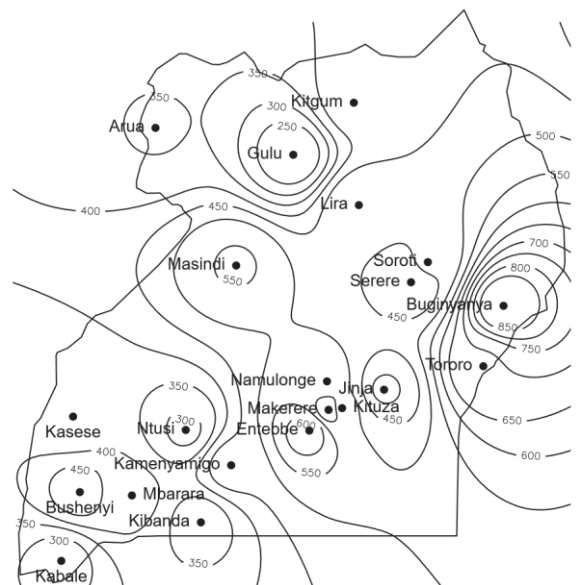 350
Kitgum
350
300
500
Arua
250
Gulu
550
400
450
Lira
700
Masindi
Soroti
800
550
Serere
450
Buginyanya
850
750
Tororo
Namulonge
350
Jinja
Makerere
Kituza
450
650
Kasese
Ntusi
300
Entebbe
600
400
Kamenyamigo
600
450
550
Bushenyi
Mbarara
Kibanda
350
300
350
Kabale